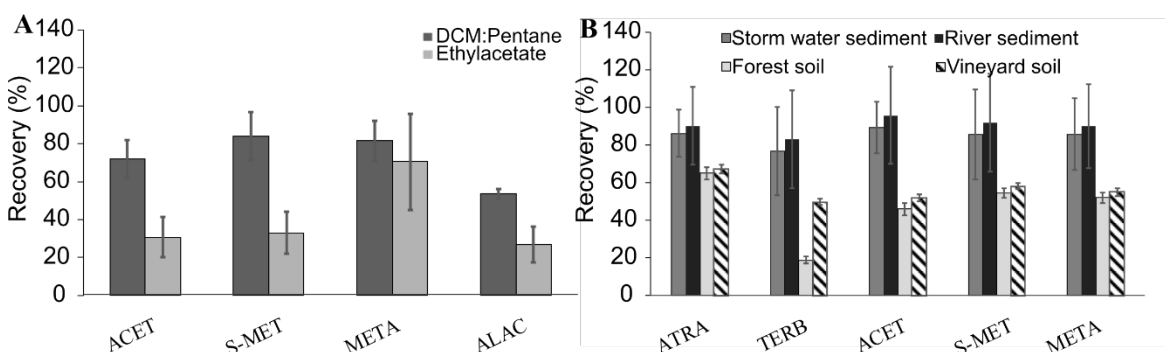 A
140
120
100
80
60
40
20
0
Recovery (%)
DCM:Pentane
Ethylacetate
ACET
S-MET
META
ALAC
B
140
120
100
80
60
40
20
0
Recovery (%)
Storm water sediment River sediment
Forest soil Vineyard soil
ATRA
TERB
ACET
S-MET
META